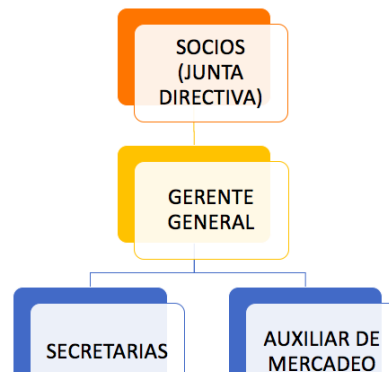 SOCIOS
(JUNTA
DIRECTIVA)
GERENTE
GENERAL
SECRETARIAS
AUXILIAR DE
MERCADEO